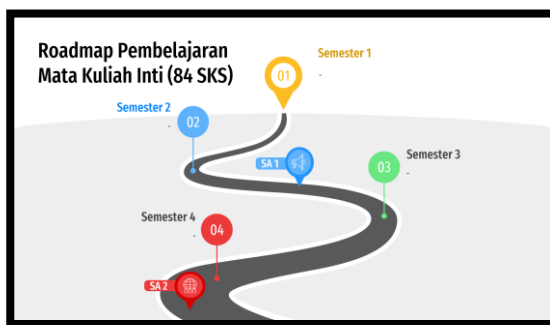 Roadmap Pembelajaran
Mata Kuliah Inti (84 SKS)
Semester 1
01
-
Semester 2
02
-
SA 1
Semester 3
03
-
Semester 4
04
-
SA 2